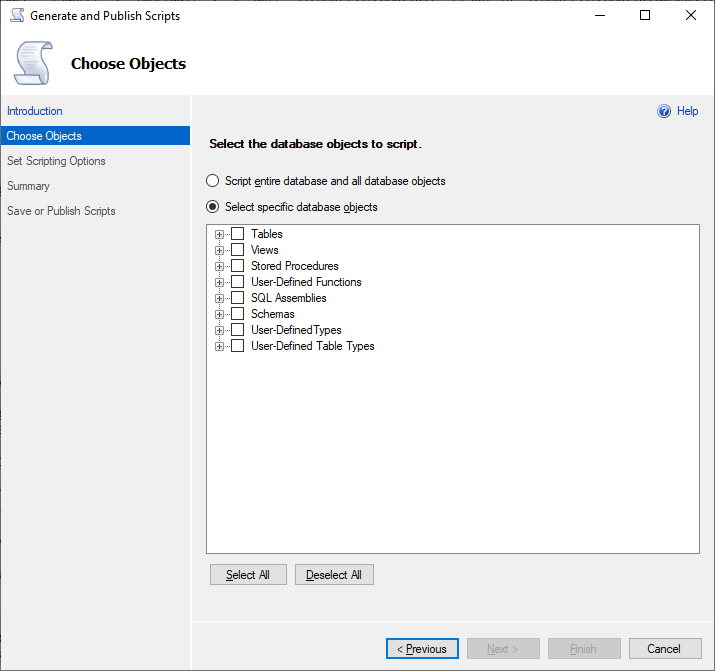 Generate and Publish Scripts
Choose Objects
Introduction
Choose Objects
Set Scripting Options
Summary
Save or Publish Scripts
Help
Select the database objects to script.
Script entire database and all database objects
Select specific database objects
Tables
Views
Stored Procedures
User-Defined Functions
SQL Assemblies
Schemas
User-DefinedTypes
User-Defined Table Types
Select All
Deselect All
< Previous
Next >
Finish
Cancel